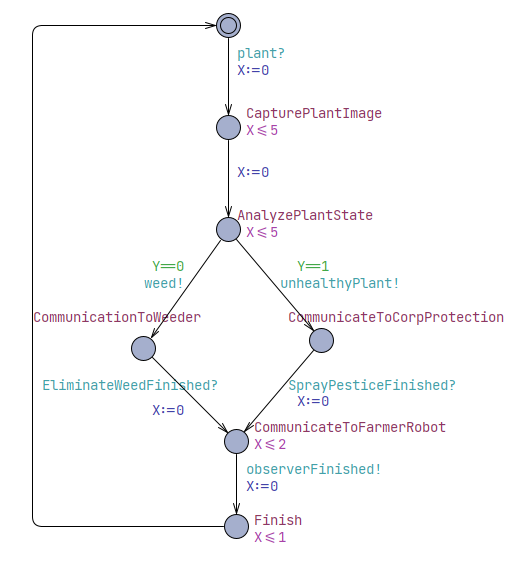 plant?
X:=0
CapturePlantImage
X<=5
X:=0
AnalyzePlantState
X<=5
Y==0
weed!
Y==1
unhealthyPlant!
CommunicationToWeeder
CommunicateToCorpProtection
EliminateWeedFinished?
X:=0
SprayPesticeFinished?
X:=0
CommunicateToFarmerRobot
X<=2
observerFinished!
X:=0
Finish
X<=1